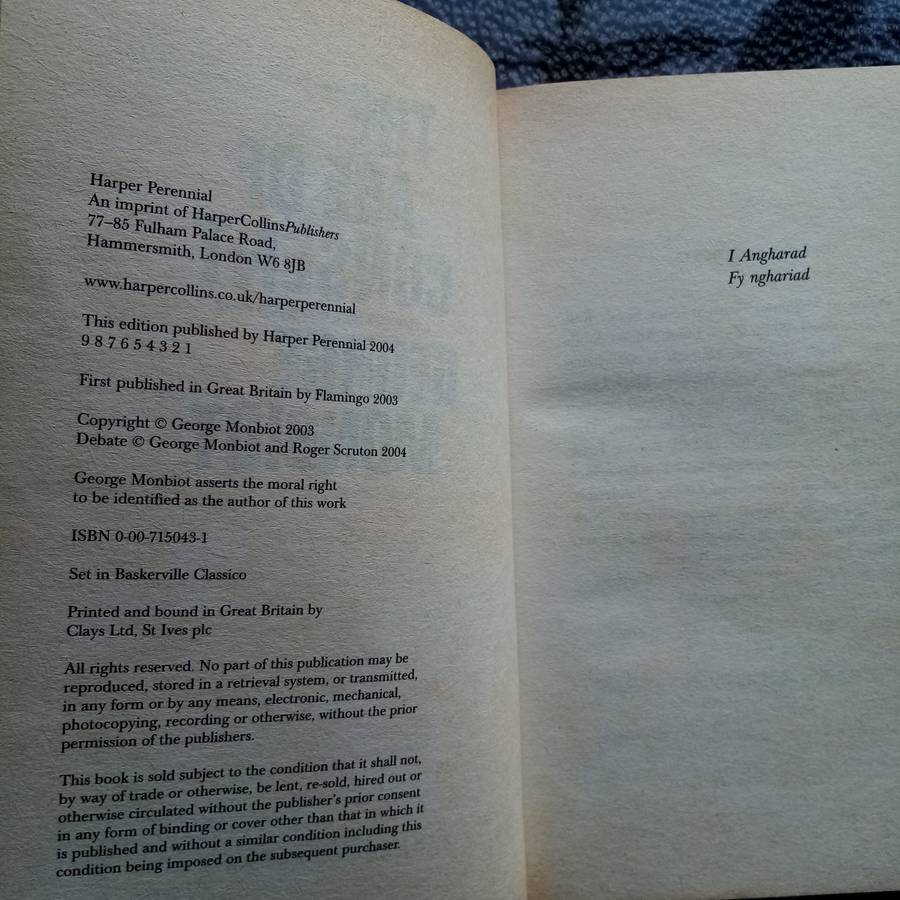 Harper Perennial
An imprint of HarperCollinsPublishers
77–85 Fulham Palace Road,
Hammersmith, London W6 8JB
www.harpercollins.co.uk/harperperennial
This edition published by Harper Perennial 2004
9 8 7 6 5 4 3 2 1
First published in Great Britain by Flamingo 2003
Copyright © George Monbiot 2003
Debate © George Monbiot and Roger Scruton 2004
George Monbiot asserts the moral right
to be identified as the author of this work
ISBN 0-00-715043-1
Set in Baskerville Classico
Printed and bound in Great Britain by
Clays Ltd, St Ives plc
All rights reserved. No part of this publication may be
reproduced, stored in a retrieval system, or transmitted,
in any form or by any means, electronic, mechanical,
photocopying, recording or otherwise, without the prior
permission of the publishers.
This book is sold subject to the condition that it shall not,
by way of trade or otherwise, be lent, re-sold, hired out or
otherwise circulated without the publisher's prior consent
in any form of binding or cover other than that in which it
is published and without a similar condition including this
condition being imposed on the subsequent purchaser.
I Angharad
Fy nghariad